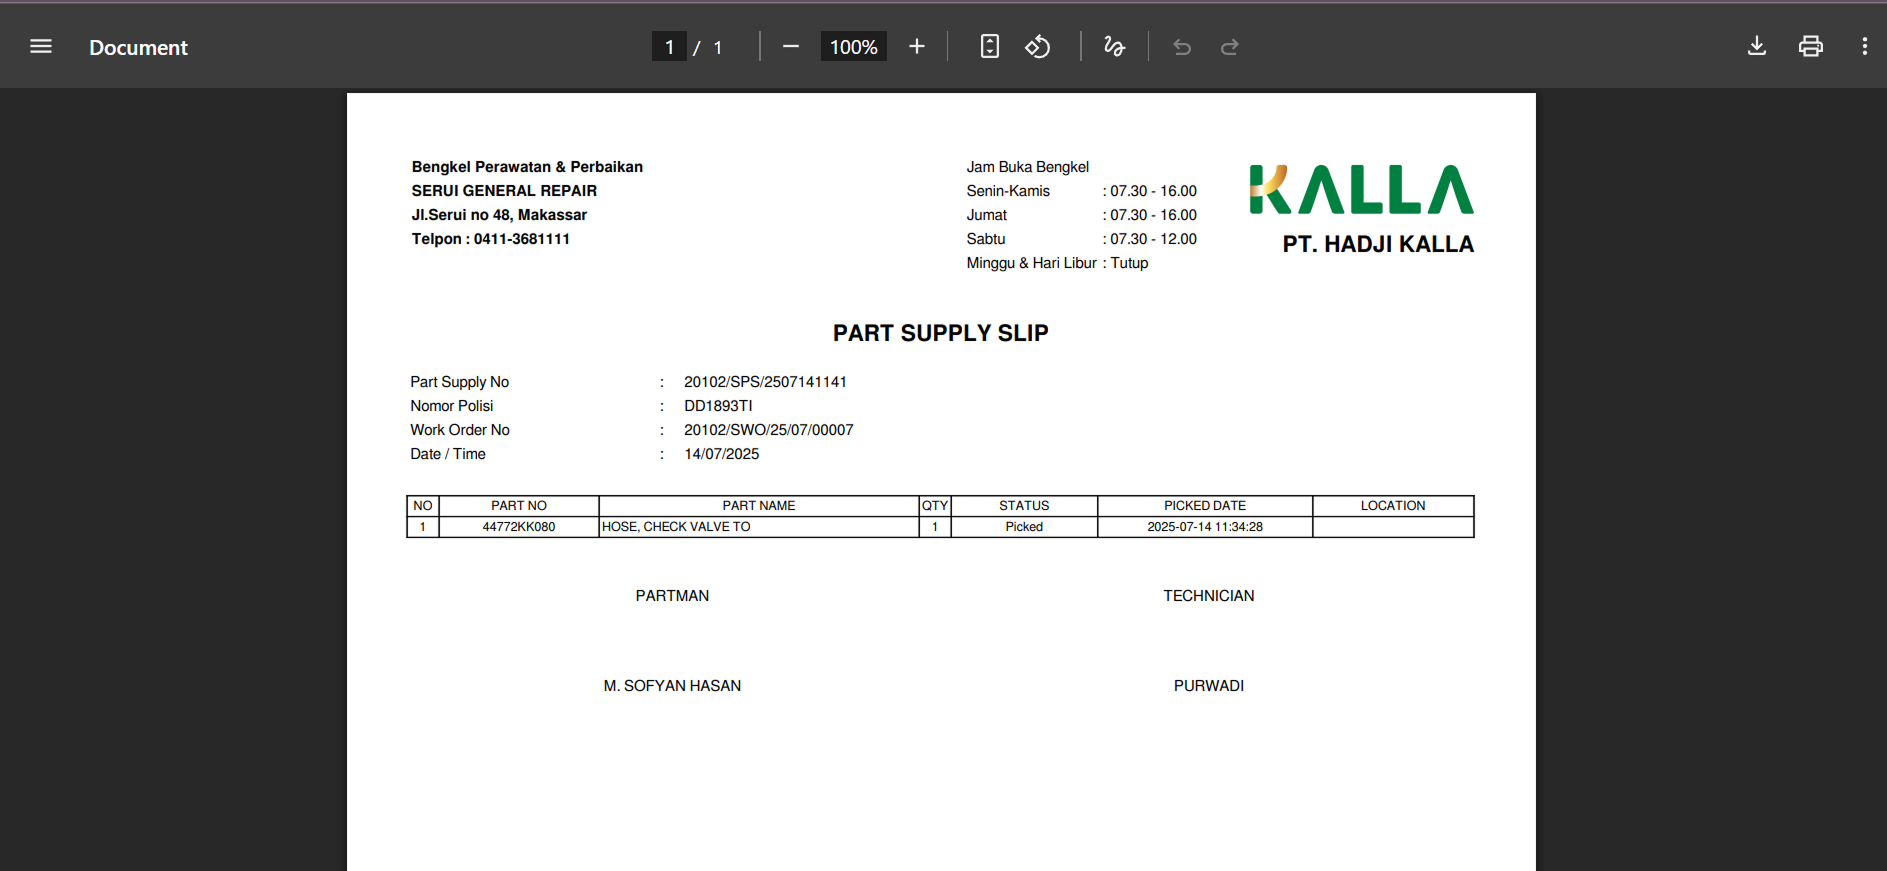 Document
1 / 1
100%
Bengkel Perawatan & Perbaikan
SERUI GENERAL REPAIR
Jl.Serui no 48, Makassar
Telpon : 0411-3681111
Jam Buka Bengkel
Senin-Kamis : 07.30 - 16.00
Jumat : 07.30 - 16.00
Sabtu : 07.30 - 12.00
Minggu & Hari Libur : Tutup
KALLA
PT. HADJI KALLA
PART SUPPLY SLIP
Part Supply No : 20102/SPS/2507141141
Nomor Polisi : DD1893TI
Work Order No : 20102/SWO/25/07/00007
Date / Time : 14/07/2025
NO PART NO PART NAME QTY STATUS PICKED DATE LOCATION
1 44772KK080 HOSE, CHECK VALVE TO 1 Picked 2025-07-14 11:34:28
PARTMAN TECHNICIAN
M. SOFYAN HASAN PURWADI